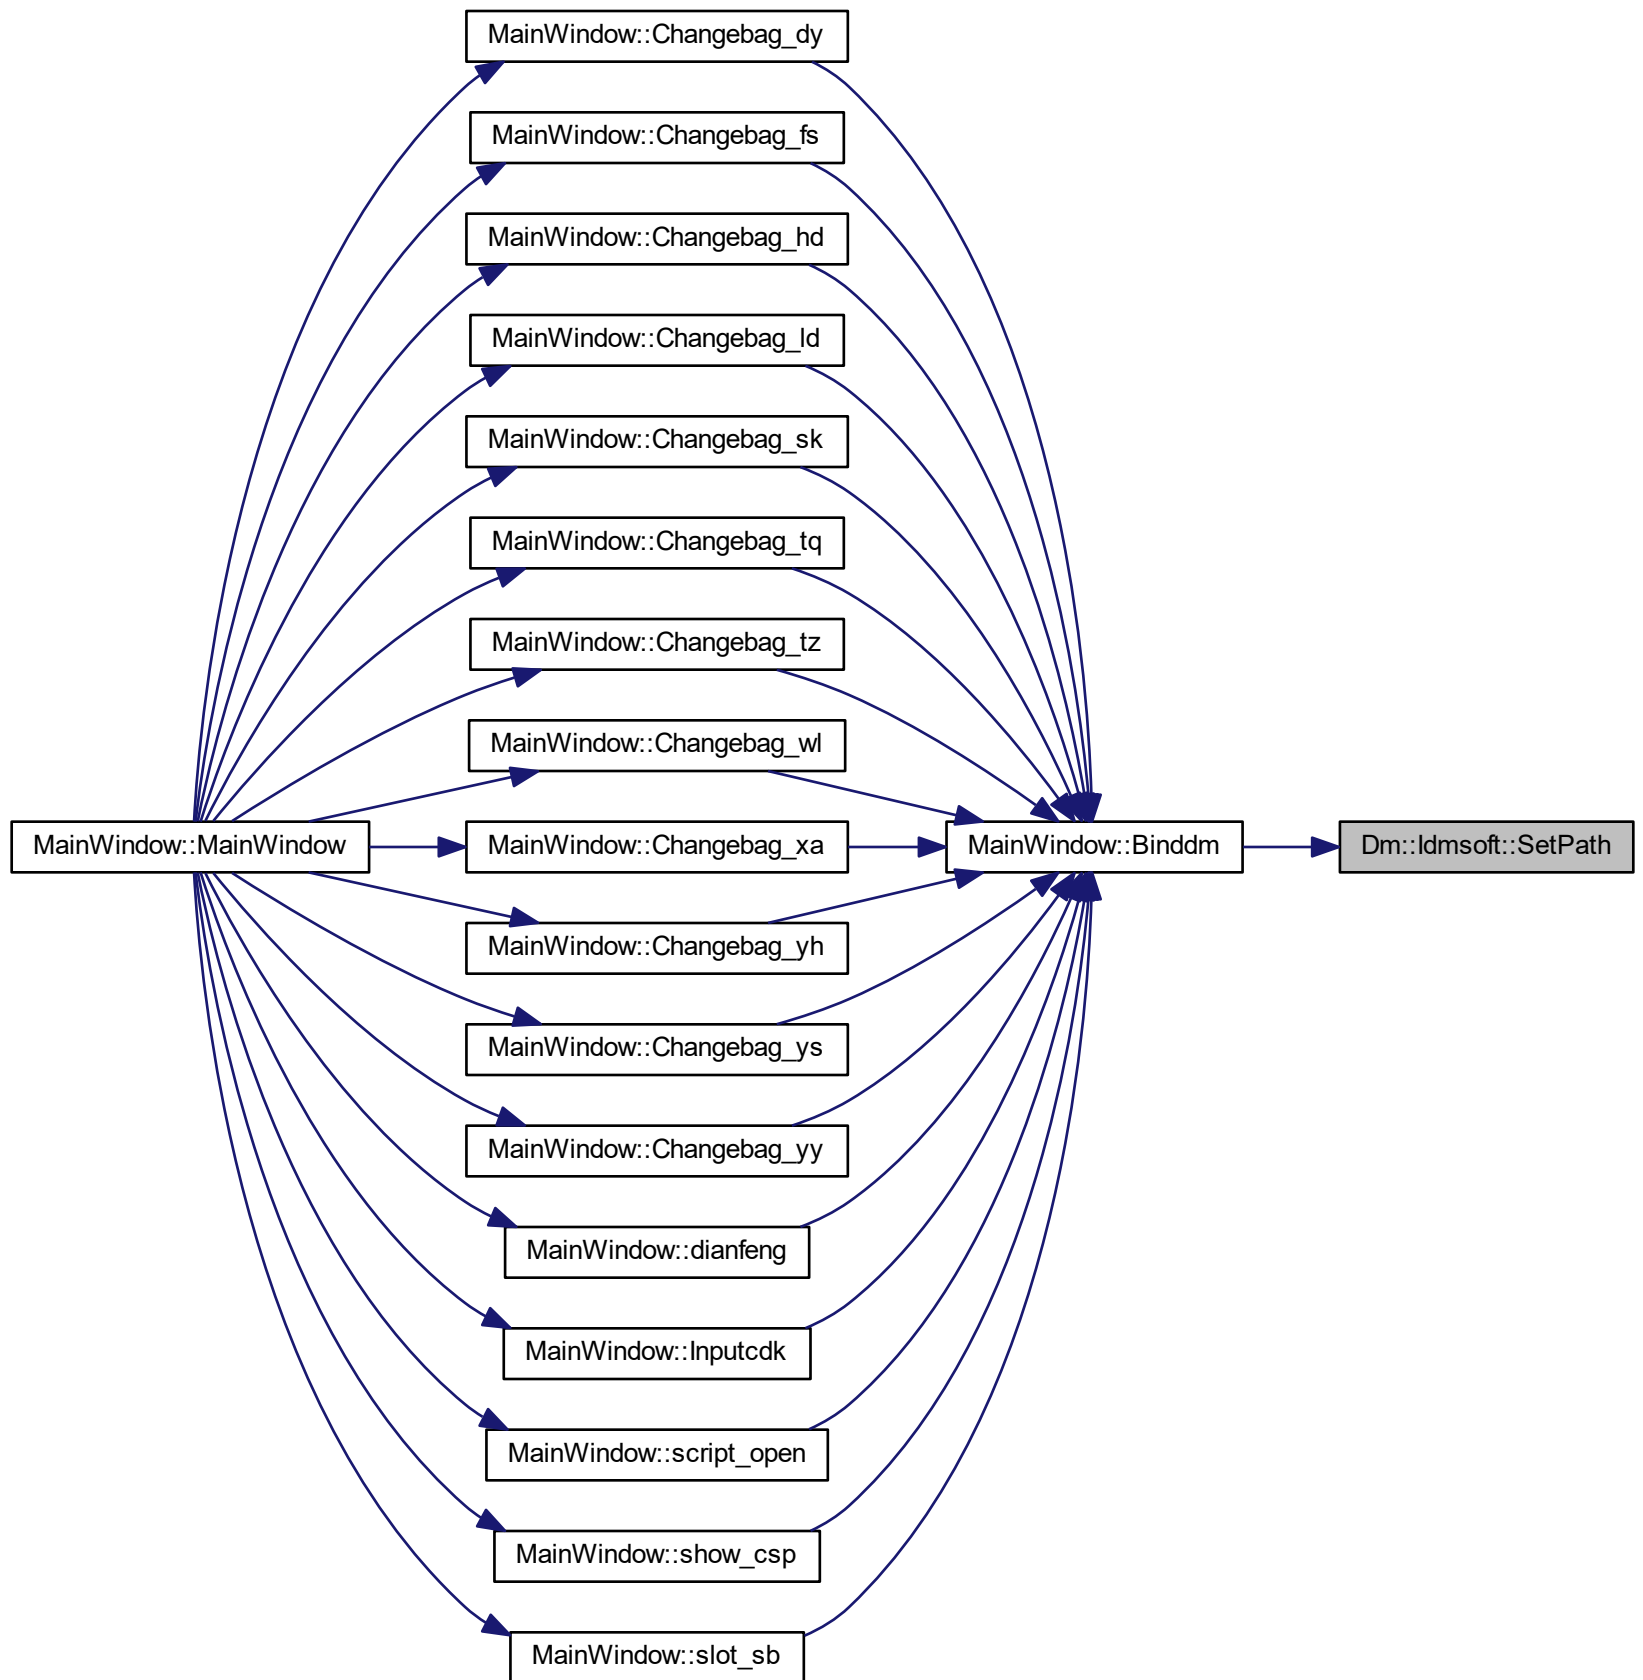 MainWindow::Changebag_dy
MainWindow::Changebag_fs
MainWindow::Changebag_hd
MainWindow::Changebag_ld
MainWindow::Changebag_sk
MainWindow::Changebag_tq
MainWindow::Changebag_tz
MainWindow::Changebag_wl
MainWindow::MainWindow
MainWindow::Changebag_xa
MainWindow::Binddm
Dm::Idmsoft::SetPath
MainWindow::Changebag_yh
MainWindow::Changebag_ys
MainWindow::Changebag_yy
MainWindow::dianfeng
MainWindow::Inputcdk
MainWindow::script_open
MainWindow::show_csp
MainWindow::slot_sb